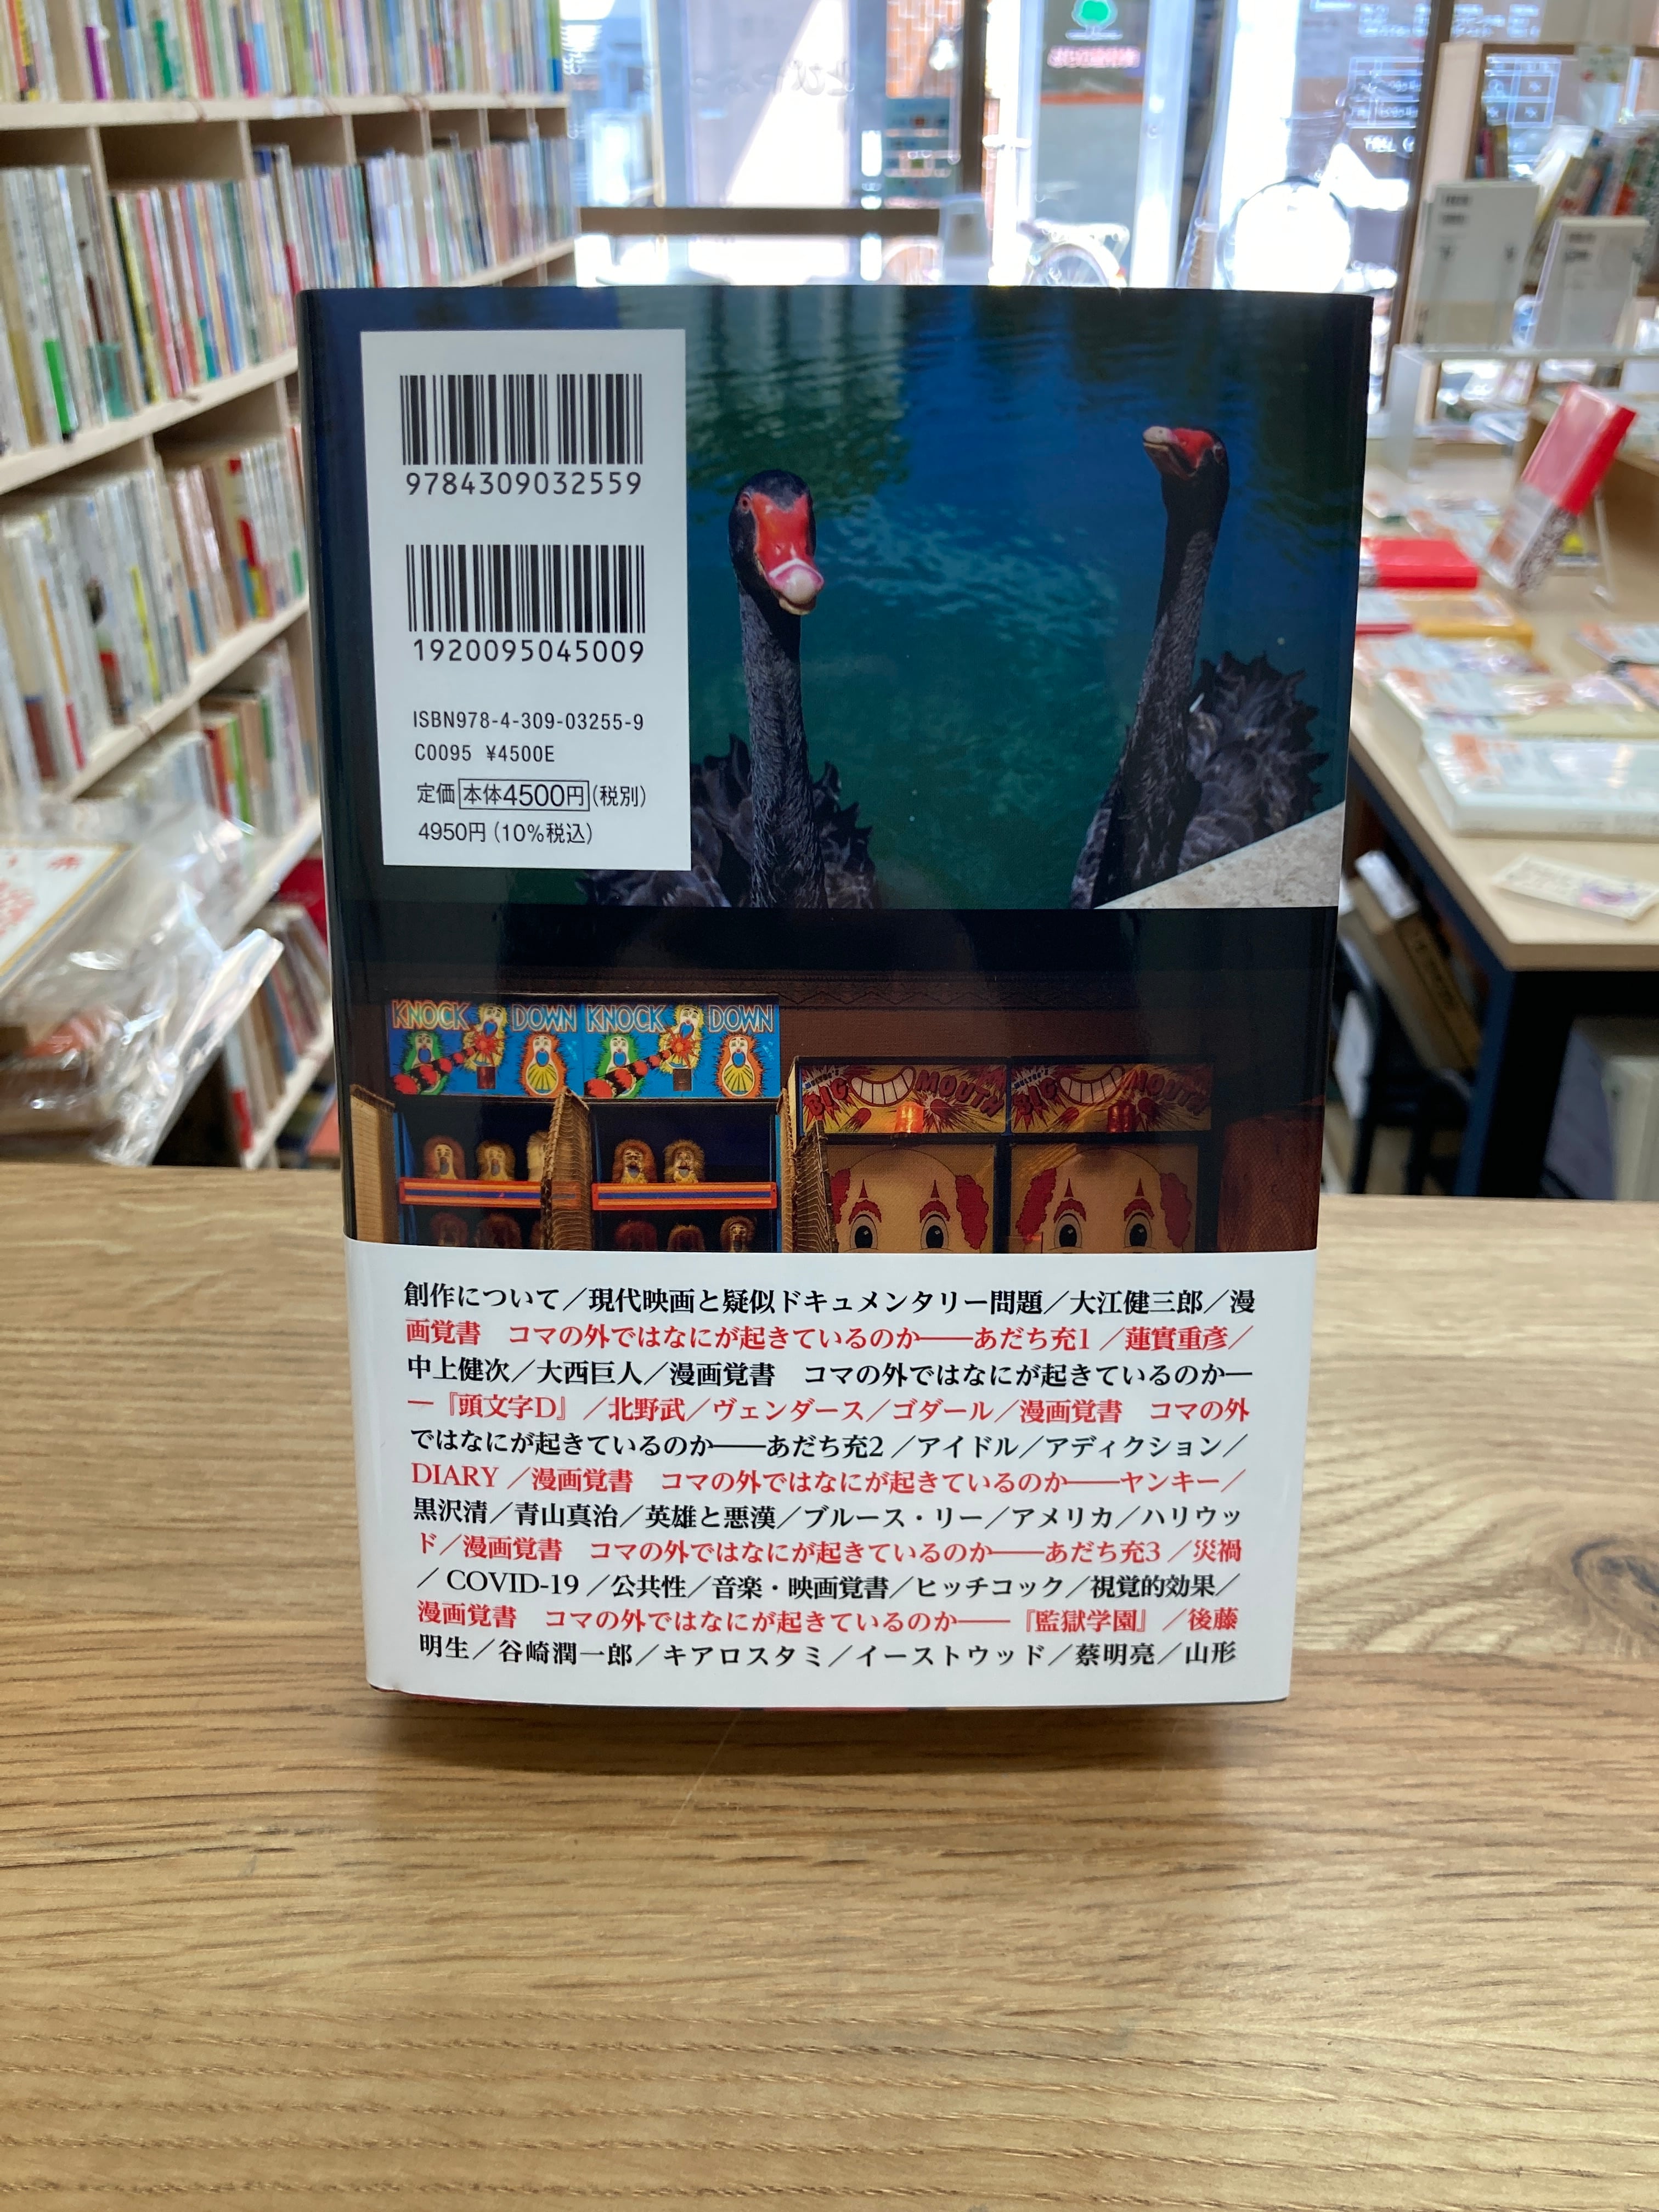 9784309032559
1920095045009
ISBN978-4-309-03255-9
C0095 ¥4500E
定価 本体4500円(税別)
4950円(10%税込)
KNOCK DOWN KNOCK DOWN
BIG MOUTH BIG MOUTH
創作について／現代映画と疑似ドキュメンタリー問題／大江健三郎／漫
画覚書　コマの外ではなにが起きているのか――あだち充1／蓮實重彦／
中上健次／大西巨人／漫画覚書　コマの外ではなにが起きているのか―
―『頭文字D』／北野武／ヴェンダース／ゴダール／漫画覚書　コマの外
ではなにが起きているのか――あだち充2／アイドル／アディクション／
DIARY／漫画覚書　コマの外ではなにが起きているのか――ヤンキー／
黒沢清／青山真治／英雄と悪漢／ブルース・リー／アメリカ／ハリウッ
ド／漫画覚書　コマの外ではなにが起きているのか――あだち充3／災禍
／COVID-19／公共性／音楽・映画覚書／ヒッチコック／視覚的効果／
漫画覚書　コマの外ではなにが起きているのか――『監獄学園』／後藤
明生／谷崎潤一郎／キアロスタミ／イーストウッド／蔡明亮／山形